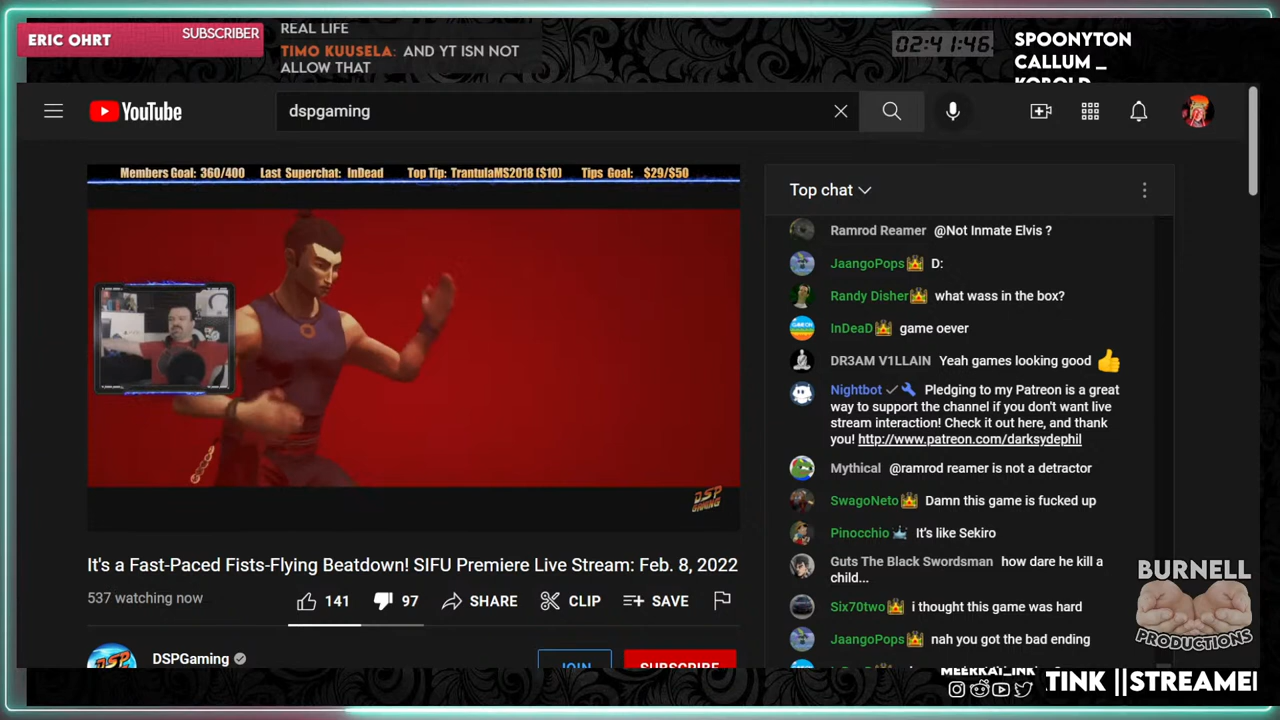 ERIC OHRT
SUBSCRIBER
REAL LIFE
TIMO KUUSELA: AND YT ISN NOT
ALLOW THAT
02:41:46
SPOONYTON
CALLUM _
KOBOLD
YouTube
dspgaming
Members Goal: 360/400 Last Superchat: InDead Top Tip: TrantulaMS2018 ($10) Tips Goal: $29/$50
DSP
GAMING
Top chat
Ramrod Reamer @Not Inmate Elvis ?
JaangoPops D:
Randy Disher what wass in the box?
InDeaD game oever
DR3AM V1LLAIN Yeah games looking good
Nightbot Pledging to my Patreon is a great
way to support the channel if you don't want live
stream interaction! Check it out here, and thank
you! http://www.patreon.com/darksydephil
Mythical @ramrod reamer is not a detractor
SwagoNeto Damn this game is fucked up
Pinocchio It's like Sekiro
Guts The Black Swordsman how dare he kill a
child...
Six70two i thought this game was hard
JaangoPops nah you got the bad ending
It's a Fast-Paced Fists-Flying Beatdown! SIFU Premiere Live Stream: Feb. 8, 2022
537 watching now
141 97 SHARE CLIP SAVE
DSP
DSPGaming
JOIN
SUBSCRIBE
BURNELL
PRODUCTIONS
MEERKAT_INK
TINK ||STREAME